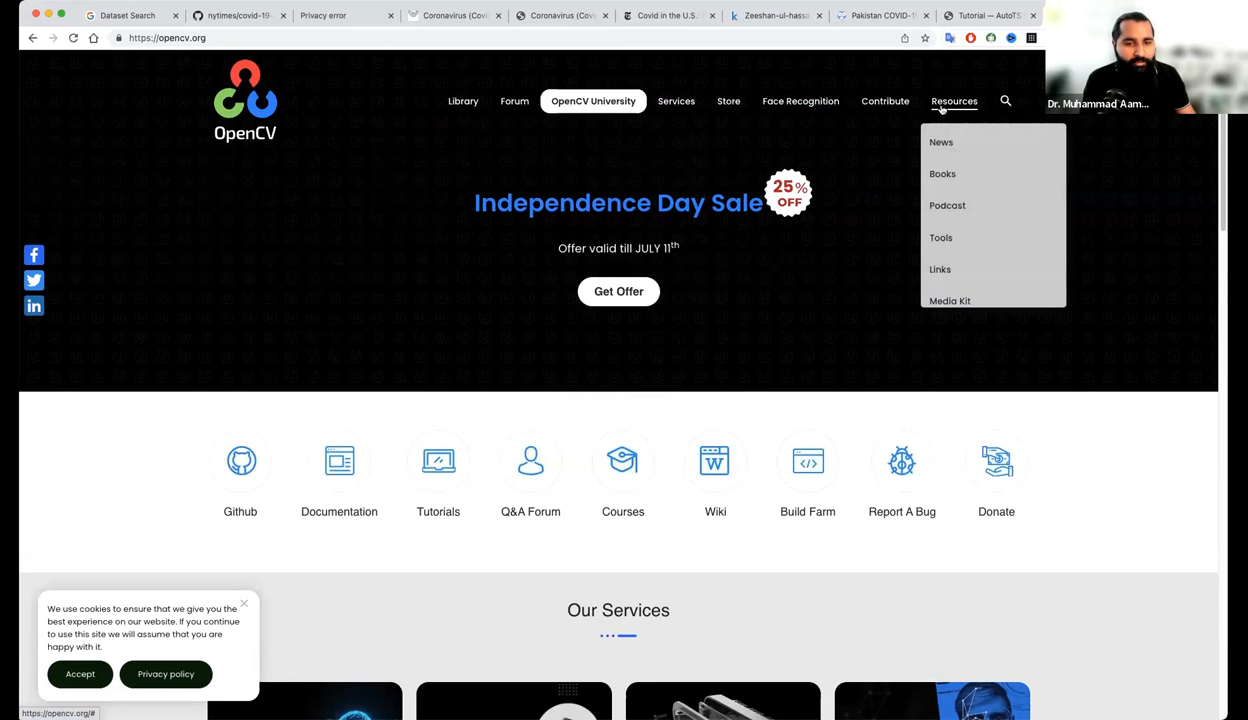 Dataset Search
nytimes/covid-19-
Privacy error
Coronavirus (Covi
Coronavirus (Cov
Covid in the U.S.
Zeeshan-ul-hassa
Pakistan COVID-1
Tutorial — AutoTS
https://opencv.org
Dr. Muhammad Aam...
OpenCV
Library
Forum
OpenCV University
Services
Store
Face Recognition
Contribute
Resources
News
Books
Podcast
Tools
Links
Media Kit
Independence Day Sale
25%
OFF
Offer valid till JULY 11th
Get Offer
Github
Documentation
Tutorials
Q&A Forum
Courses
Wiki
Build Farm
Report A Bug
Donate
Our Services
We use cookies to ensure that we give you the
best experience on our website. If you continue
to use this site we will assume that you are
happy with it.
Accept
Privacy policy
https://opencv.org/#